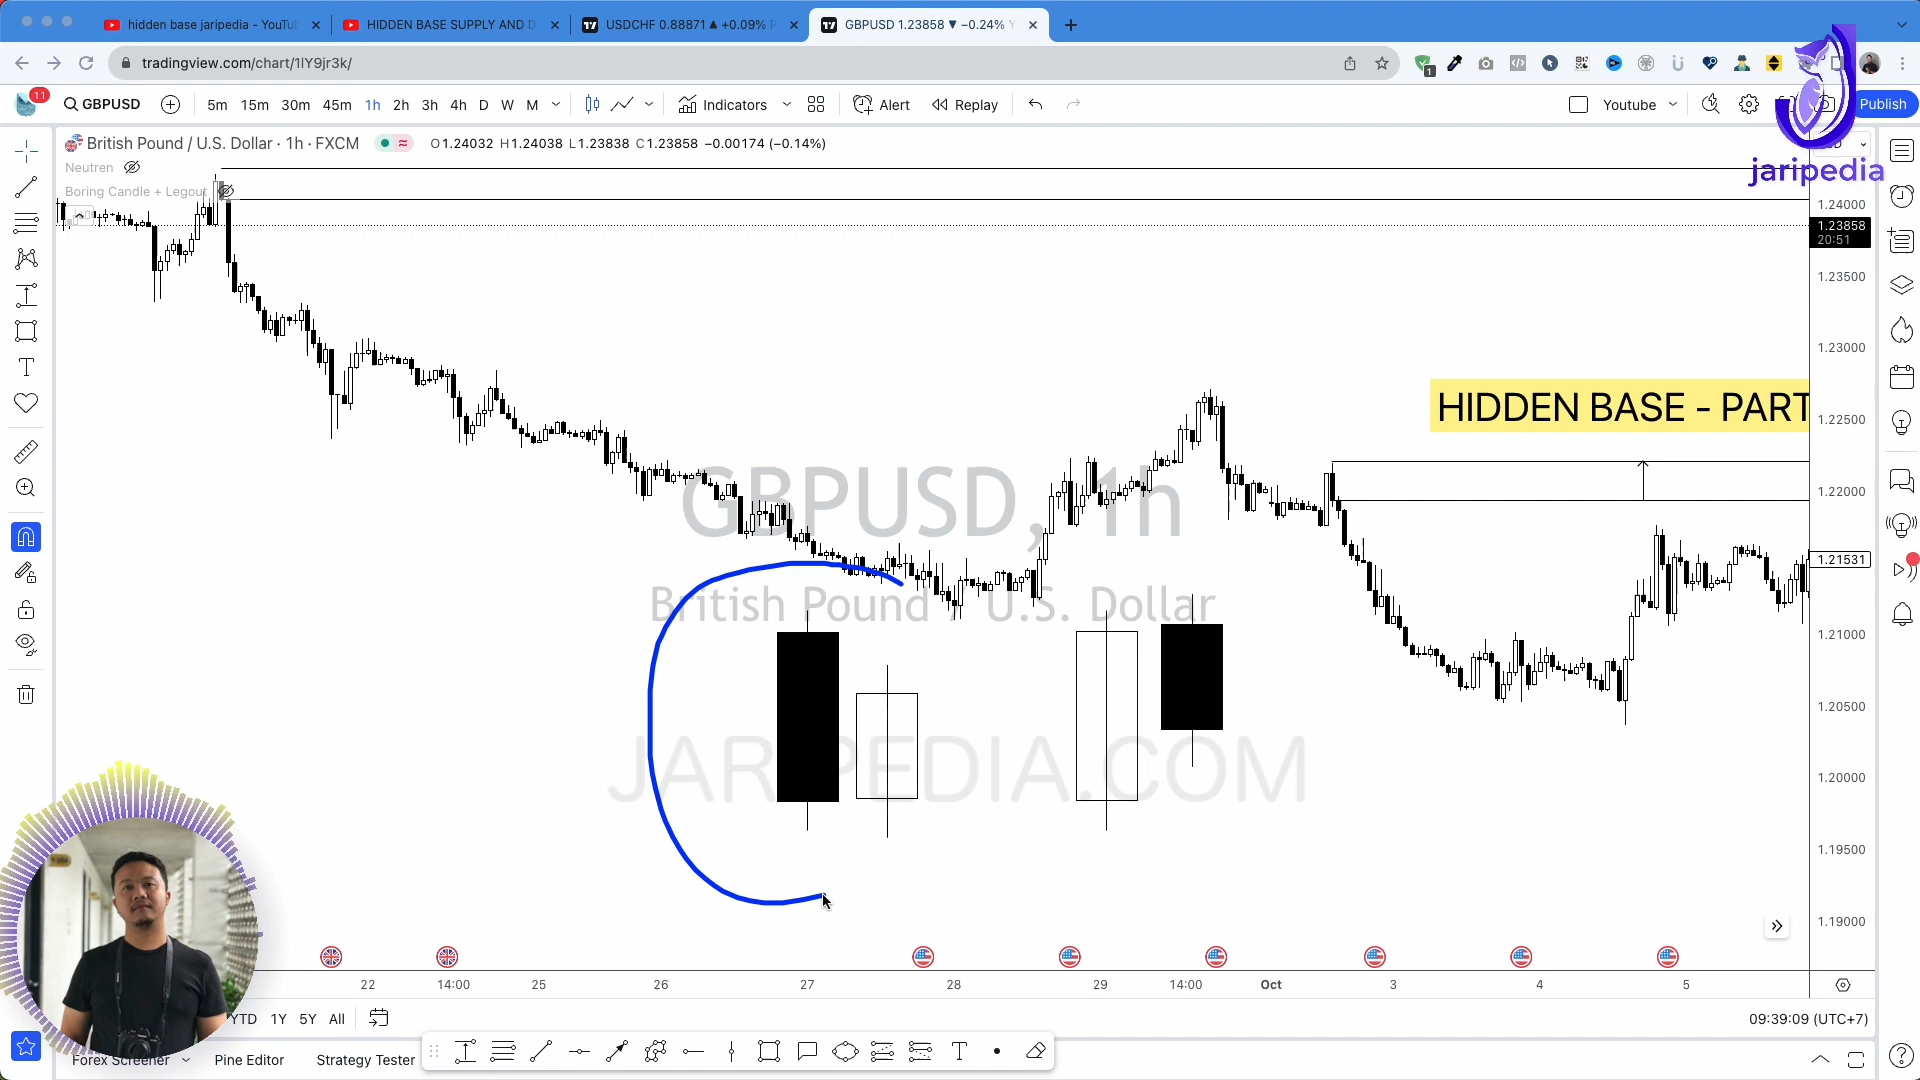 hidden base jaripedia - YouTu
HIDDEN BASE SUPPLY AND D
USDCHF 0.88871 ▲ +0.09% P
GBPUSD 1.23858 ▼ −0.24% Y
tradingview.com/chart/1lY9jr3k/
11
GBPUSD
5m 15m 30m 45m 1h 2h 3h 4h D W M
Indicators
Alert
Replay
Youtube
Publish
British Pound / U.S. Dollar · 1h · FXCM
O1.24032 H1.24038 L1.23838 C1.23858 −0.00174 (−0.14%)
Neutren
Boring Candle + Legout
jaripedia
1.24000
1.23858
20:51
1.23500
1.23000
HIDDEN BASE - PART
1.22500
GBPUSD, 1h
1.22000
1.21531
British Pound / U.S. Dollar
1.21000
1.20500
JARIPEDIA.COM
1.20000
1.19500
1.19000
22 14:00 25 26 27 28 29 14:00 Oct 3 4 5
YTD 1Y 5Y All
09:39:09 (UTC+7)
Forex Screener
Pine Editor
Strategy Tester